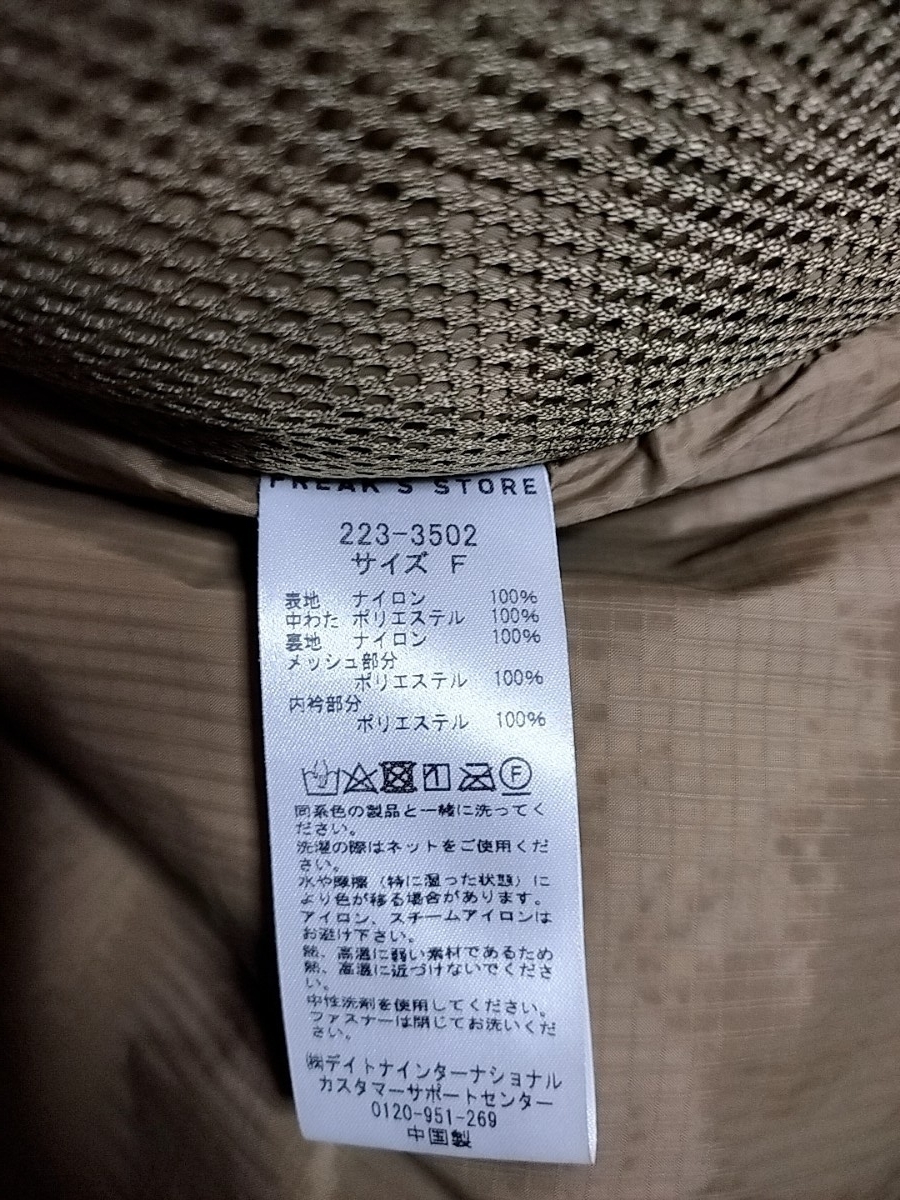 FREAK'S STORE
223-3502
サイズ F
表地 ナイロン 100%
中わた ポリエステル 100%
裏地 ナイロン 100%
メッシュ部分
ポリエステル 100%
内衿部分
ポリエステル 100%
F
同系色の製品と一緒に洗ってく
ださい。
洗濯の際はネットをご使用くだ
さい。
水や摩擦（特に湿った状態）に
より色が移る場合があります。
アイロン、スチームアイロンは
お避け下さい。
熱、高温に弱い素材であるため
熱、高温に近づけないでくださ
い。
中性洗剤を使用してください。
ファスナーは閉じてお洗いくだ
さい。
㈱デイトナインターナショナル
カスタマーサポートセンター
0120-951-269
中国製